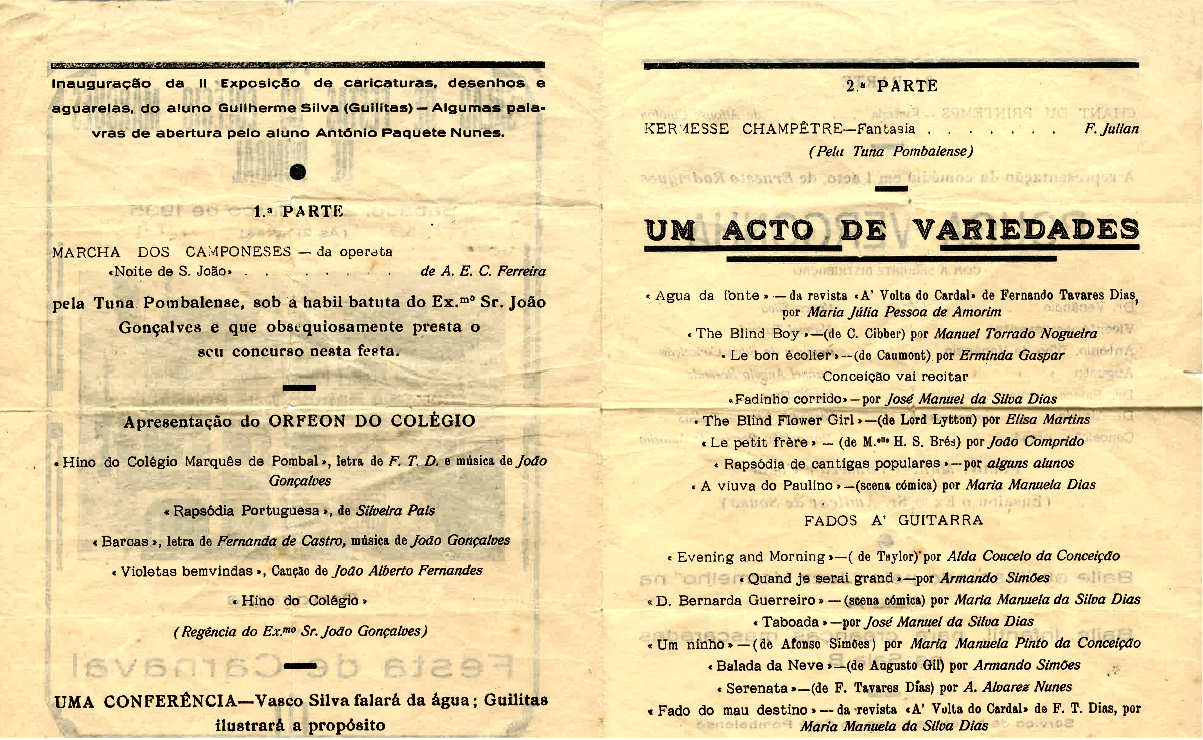 Inauguração da II Exposição de caricaturas, desenhos e
aguarelas, do aluno Guilherme Silva (Guilitas) — Algumas pala-
vras de abertura pelo aluno António Paquete Nunes.
1.ª PARTE
MARCHA DOS CAMPONESES — da opereta
«Noite de S. João» . . . . . . . . de A. E. C. Ferreira
pela Tuna Pombalense, sob a habil batuta do Ex.mo Sr. João
Gonçalves e que obsequiosamente presta o
seu concurso nesta festa.
Apresentação do ORFEON DO COLÉGIO
«Hino do Colégio Marquês de Pombal», letra de F. T. D. e música de João
Gonçalves
«Rapsódia Portuguesa», de Silveira Pais
«Barcas», letra de Fernanda de Castro, música de João Gonçalves
«Violetas bemvindas», Canção de João Alberto Fernandes
«Hino do Colégio»
(Regência do Ex.mo Sr. João Gonçalves)
UMA CONFERÊNCIA—Vasco Silva falará da água; Guilitas
ilustrará a propósito
2.ª PARTE
KERMESSE CHAMPÊTRE—Fantasia . . . . . . . F. Julian
(Pela Tuna Pombalense)
UM ACTO DE VARIEDADES
«Agua da fonte» — da revista «A' Volta do Cardal» de Fernando Tavares Dias,
por Maria Júlia Pessoa de Amorim
«The Blind Boy»—(de C. Cibber) por Manuel Torrado Nogueira
«Le bon écolier»—(de Caumont) por Erminda Gaspar
Conceição vai recitar
«Fadinho corrido»—por José Manuel da Silva Dias
«The Blind Flower Girl»—(de Lord Lytton) por Elisa Martins
«Le petit frère» — (de M.elle H. S. Brés) por João Comprido
«Rapsódia de cantigas populares»—por alguns alunos
«A viuva do Paulino»—(scena cómica) por Maria Manuela Dias
FADOS A' GUITARRA
«Evening and Morning»—(de Taylor) por Alda Coucelo da Conceição
«Quand je serai grand»—por Armando Simões
«D. Bernarda Guerreiro» — (scena cómica) por Maria Manuela da Silva Dias
«Taboada»—por José Manuel da Silva Dias
«Um ninho»—(de Afonso Simões) por Maria Manuela Pinto da Conceição
«Balada da Neve»—(de Augusto Gil) por Armando Simões
«Serenata»—(de F. Tavares Dias) por A. Alvarez Nunes
«Fado do mau destino» — da revista «A' Volta do Cardal» de F. T. Dias, por
Maria Manuela da Silva Dias